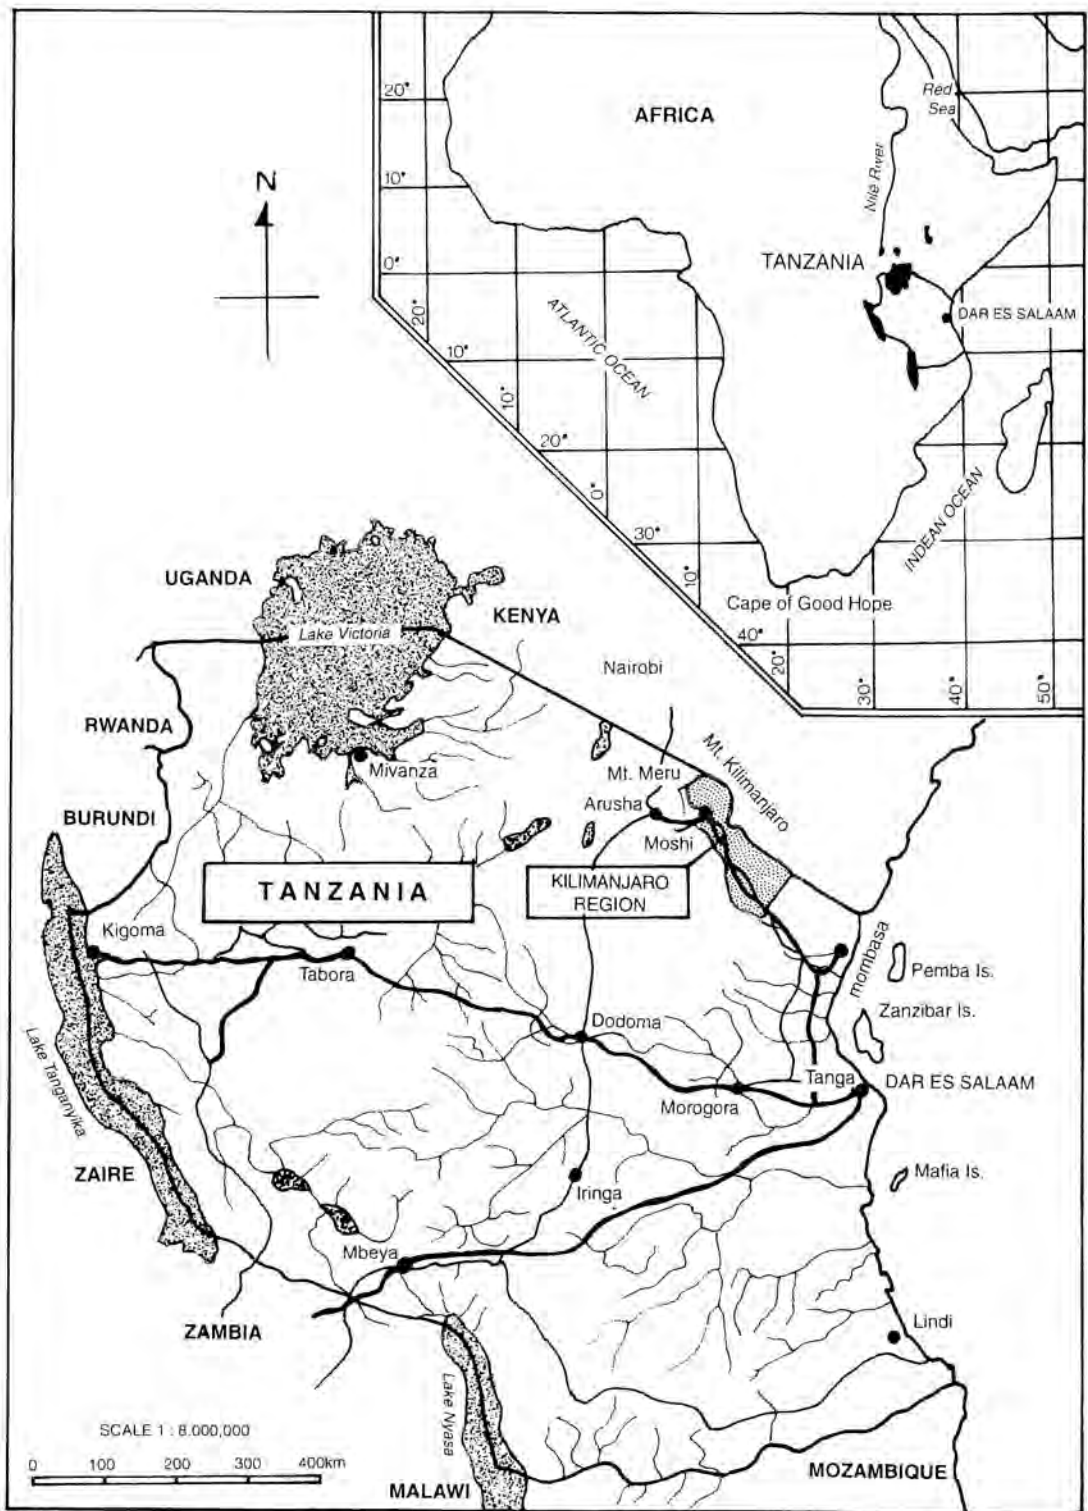 AFRICA
Red
Sea
Nile River
TANZANIA
DAR ES SALAAM
ATLANTIC OCEAN
INDEAN OCEAN
Cape of Good Hope
20°
10°
0°
20°
10°
10°
20°
0°
30°
10°
40°
20°
30°
40°
50°
N
UGANDA
Lake Victoria
KENYA
Nairobi
RWANDA
Mivanza
Mt. Meru
Mt. Kilimanjaro
Arusha
Moshi
BURUNDI
TANZANIA
KILIMANJARO
REGION
Kigoma
Tabora
mombasa
Pemba Is.
Zanzibar Is.
Dodoma
Lake Tanganyika
Tanga
DAR ES SALAAM
Morogora
ZAIRE
Iringa
Mafia Is.
Mbeya
ZAMBIA
Lindi
Lake Nyasa
SCALE 1 : 8.000,000
0 100 200 300 400km
MALAWI
MOZAMBIQUE